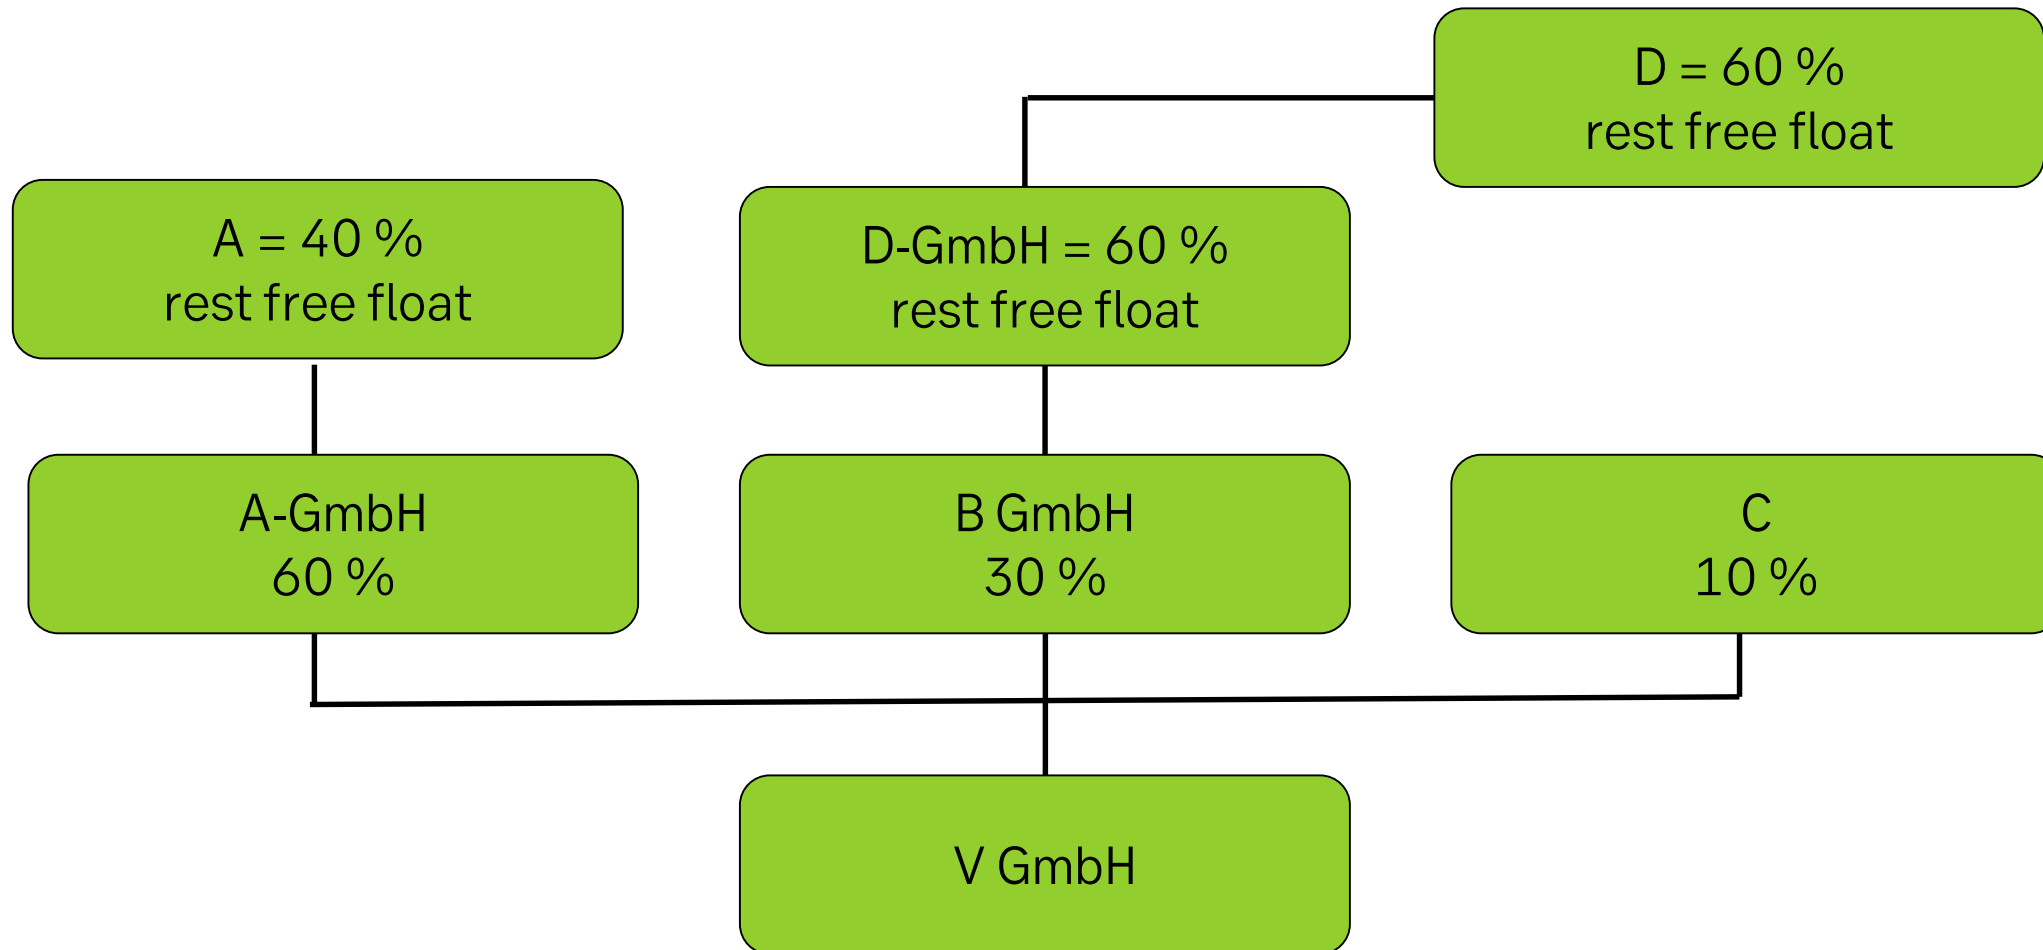 D = 60 %
rest free float
A = 40 %
rest free float
D-GmbH = 60 %
rest free float
A-GmbH
60 %
B GmbH
30 %
C
10 %
V GmbH